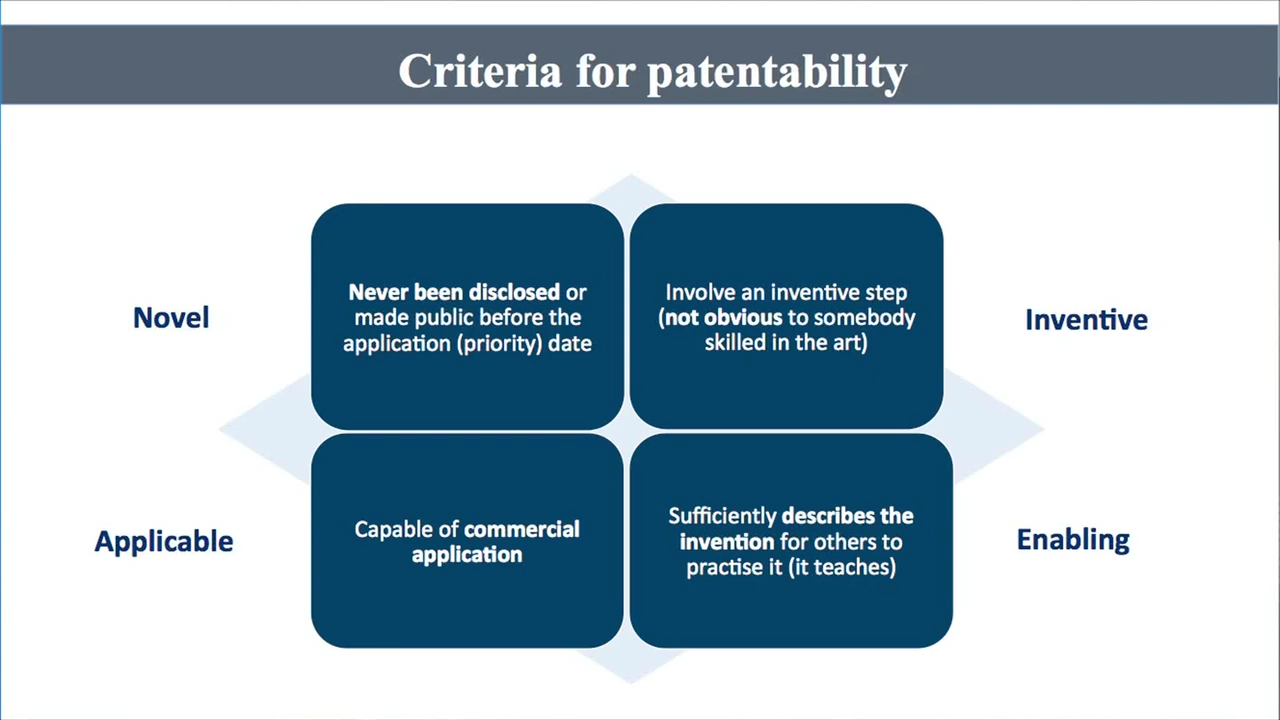 Criteria for patentability
Novel
Never been disclosed or
made public before the
application (priority) date
Involve an inventive step
(not obvious to somebody
skilled in the art)
Inventive
Applicable
Capable of commercial
application
Sufficiently describes the
invention for others to
practise it (it teaches)
Enabling